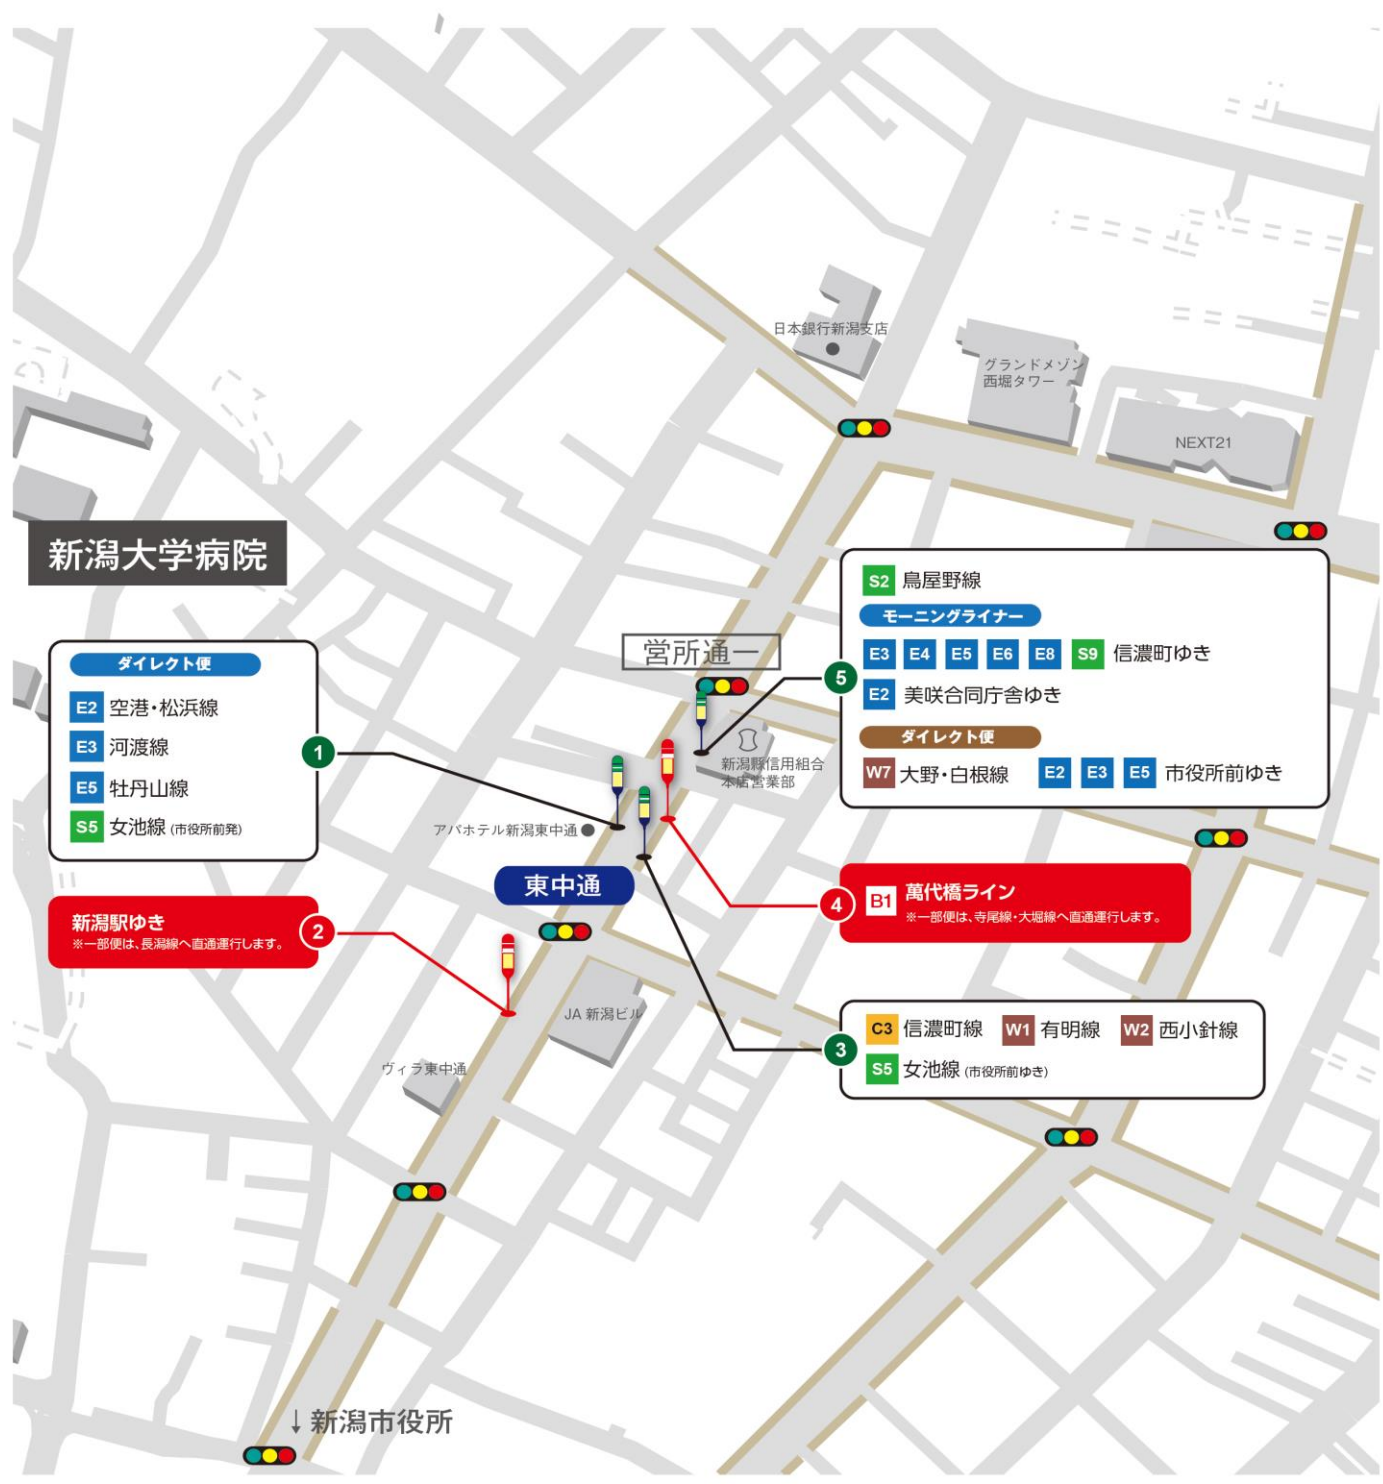 日本銀行新潟支店
グランドメゾン
西堀タワー
NEXT21
新潟大学病院
営所通一
ダイレクト便
E2 空港・松浜線
E3 河渡線
E5 牡丹山線
S5 女池線 (市役所前発)
1
S2 鳥屋野線
モーニングライナー
E3 E4 E5 E6 E8 S9 信濃町ゆき
E2 美咲合同庁舎ゆき
ダイレクト便
W7 大野・白根線 E2 E3 E5 市役所前ゆき
5
新潟縣信用組合
本店営業部
アパホテル新潟東中通
東中通
新潟駅ゆき
※一部便は、長潟線へ直通運行します。
2
4
B1 萬代橋ライン
※一部便は、寺尾線・大堀線へ直通運行します。
JA 新潟ビル
ヴィラ東中通
3
C3 信濃町線 W1 有明線 W2 西小針線
S5 女池線 (市役所前ゆき)
↓新潟市役所